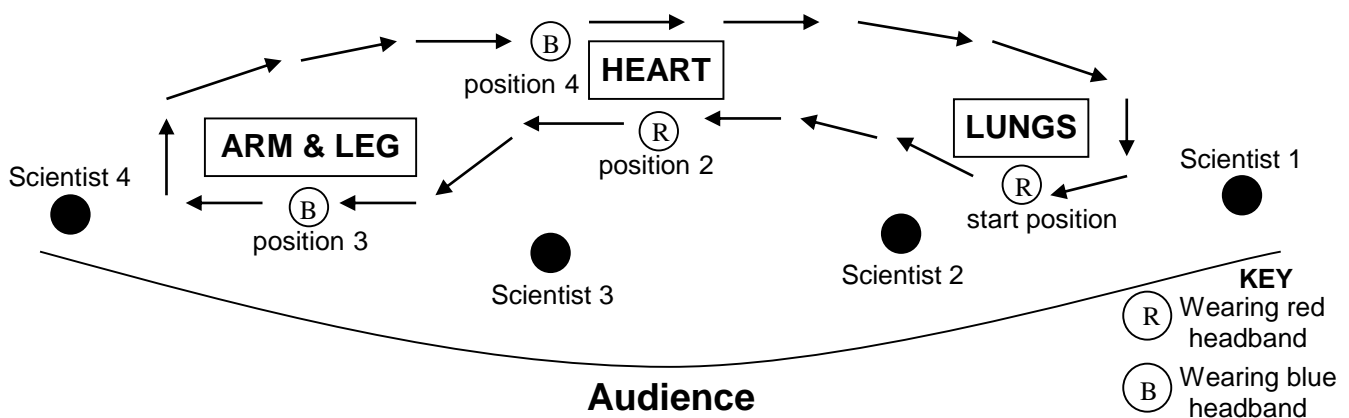 B
HEART
position 4
LUNGS
ARM & LEG
R
position 2
Scientist 1
Scientist 4
R
start position
B
position 3
Scientist 2
Scientist 3
KEY
R Wearing red
headband
B Wearing blue
headband
Audience